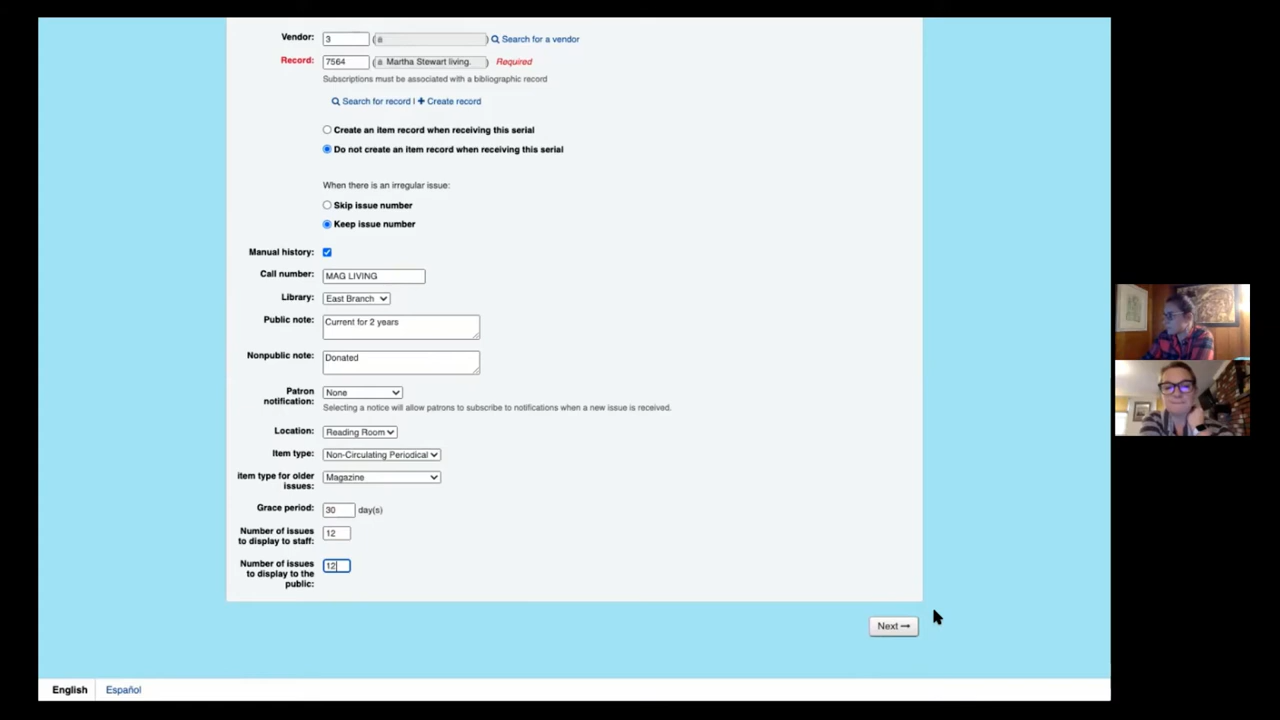 Vendor: 3 ( ) Search for a vendor
Record: 7564 ( Martha Stewart living. ) Required
Subscriptions must be associated with a bibliographic record
Search for record | + Create record
Create an item record when receiving this serial
Do not create an item record when receiving this serial
When there is an irregular issue:
Skip issue number
Keep issue number
Manual history:
Call number: MAG LIVING
Library: East Branch
Public note: Current for 2 years
Nonpublic note: Donated
Patron notification: None
Selecting a notice will allow patrons to subscribe to notifications when a new issue is received.
Location: Reading Room
Item type: Non-Circulating Periodical
item type for older issues: Magazine
Grace period: 30 day(s)
Number of issues to display to staff: 12
Number of issues to display to the public: 12
Next →
English Español